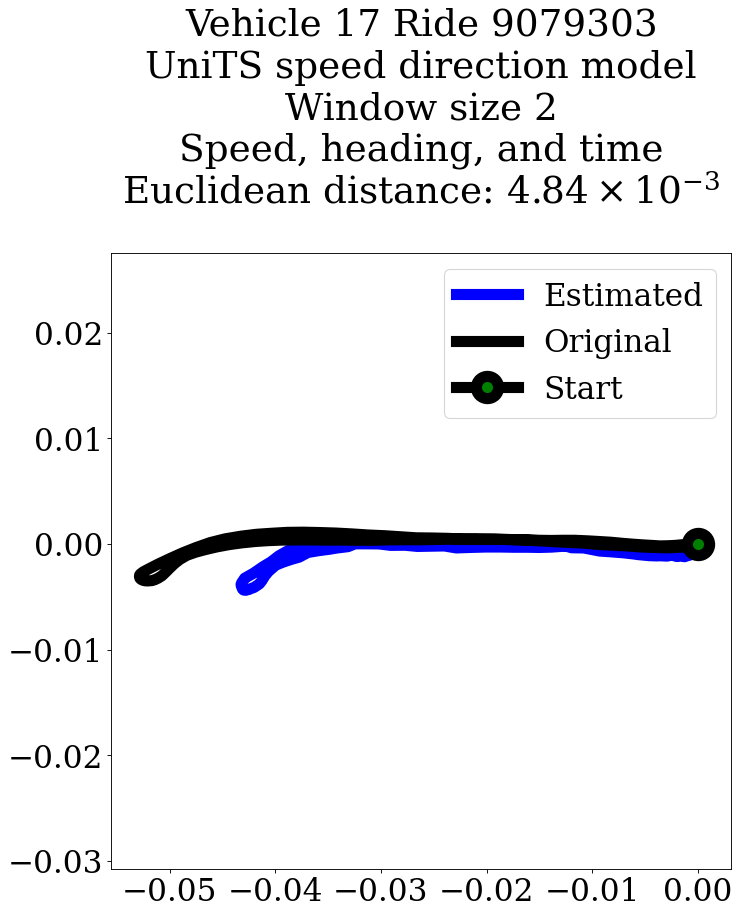 Vehicle 17 Ride 9079303
UniTS speed direction model
Window size 2
Speed, heading, and time
Euclidean distance: 4.84 × 10⁻³
Estimated
Original
Start
0.02
0.01
0.00
−0.01
−0.02
−0.03
−0.05 −0.04 −0.03 −0.02 −0.01 0.00